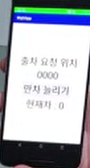 출차 요청 위치
0000
만차 늘리기
현재차 : 0